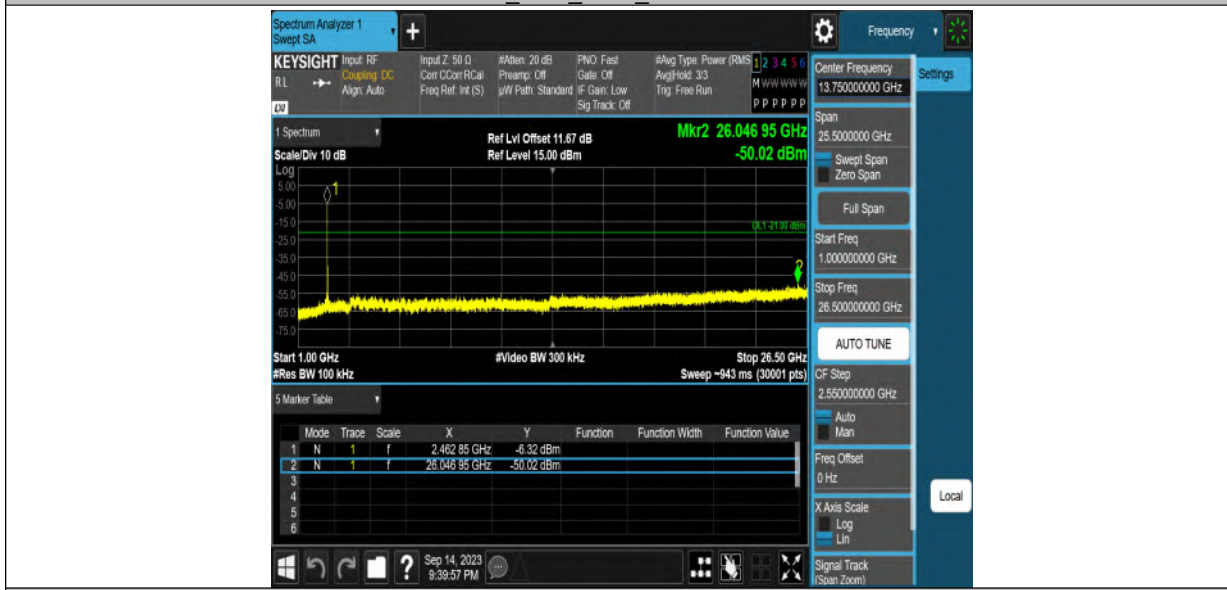 Spectrum Analyzer 1
Swept SA
+
Frequency
KEYSIGHT
RL
LXI
Input: RF
Coupling: DC
Align: Auto
Input Z: 50 Ω
Corr CCorr RCal
Freq Ref: Int (S)
#Atten: 20 dB
Preamp: Off
µW Path: Standard
PNO: Fast
Gate: Off
IF Gain: Low
Sig Track: Off
#Avg Type: Power (RMS
Avg|Hold: 3/3
Trig: Free Run
1 2 3 4 5 6
M W W W W W
P P P P P P
Center Frequency
13.750000000 GHz
Settings
Span
25.5000000 GHz
Swept Span
Zero Span
Full Span
Start Freq
1.000000000 GHz
Stop Freq
26.500000000 GHz
AUTO TUNE
CF Step
2.550000000 GHz
Auto
Man
Freq Offset
0 Hz
X Axis Scale
Log
Lin
Signal Track
(Span Zoom)
Local
1 Spectrum
Scale/Div 10 dB
Ref Lvl Offset 11.67 dB
Ref Level 15.00 dBm
Mkr2 26.046 95 GHz
-50.02 dBm
Log
5.00
-5.00
-15.0
-25.0
-35.0
-45.0
-55.0
-65.0
-75.0
1
2
DL1 -21.00 dBm
Start 1.00 GHz
#Video BW 300 kHz
Stop 26.50 GHz
#Res BW 100 kHz
Sweep ~943 ms (30001 pts)
5 Marker Table
Mode Trace Scale X Y Function Function Width Function Value
1 N 1 f 2.462 85 GHz -6.32 dBm
2 N 1 f 26.046 95 GHz -50.02 dBm
3
4
5
6
?
Sep 14, 2023
9:39:57 PM